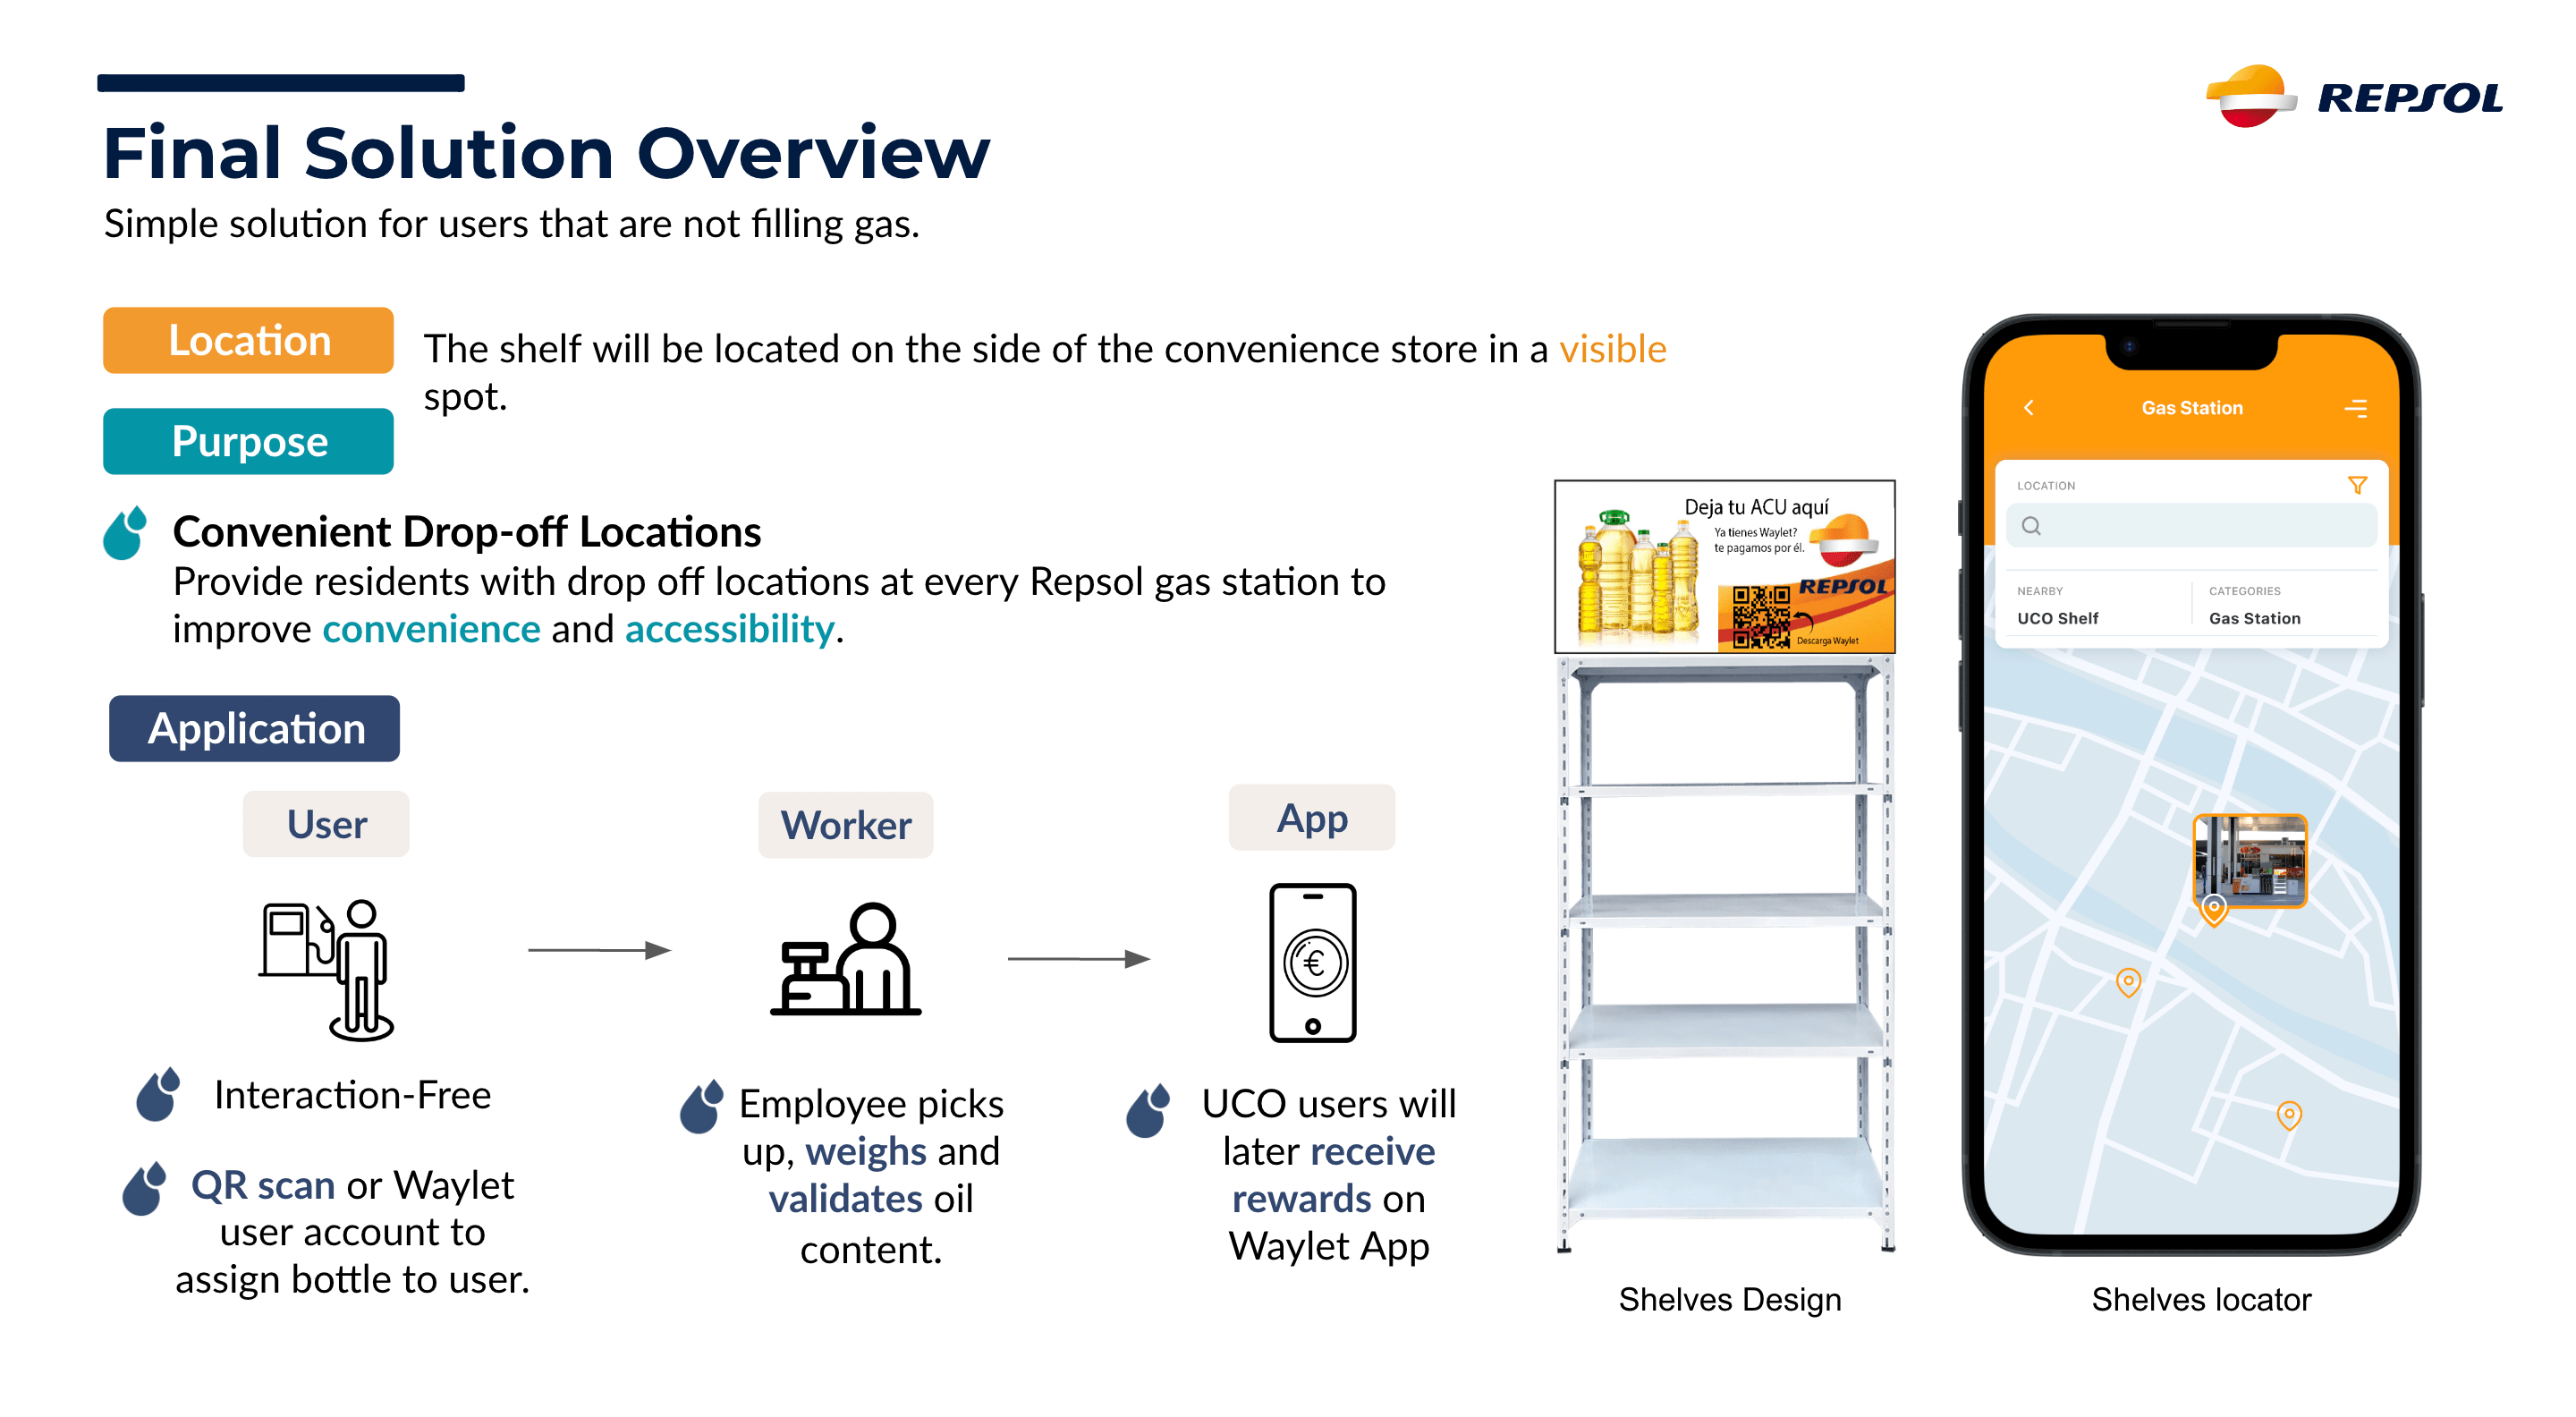 REPSOL
Final Solution Overview
Simple solution for users that are not filling gas.
Location
The shelf will be located on the side of the convenience store in a visible
spot.
Purpose
Convenient Drop-off Locations
Provide residents with drop off locations at every Repsol gas station to
improve convenience and accessibility.
Application
User
Interaction-Free
QR scan or Waylet
user account to
assign bottle to user.
Worker
Employee picks
up, weighs and
validates oil
content.
App
€
UCO users will
later receive
rewards on
Waylet App
Deja tu ACU aquí
Ya tienes Waylet?
te pagamos por él.
REPSOL
Descarga Waylet
Shelves Design
Gas Station
LOCATION
NEARBY
UCO Shelf
CATEGORIES
Gas Station
Shelves locator